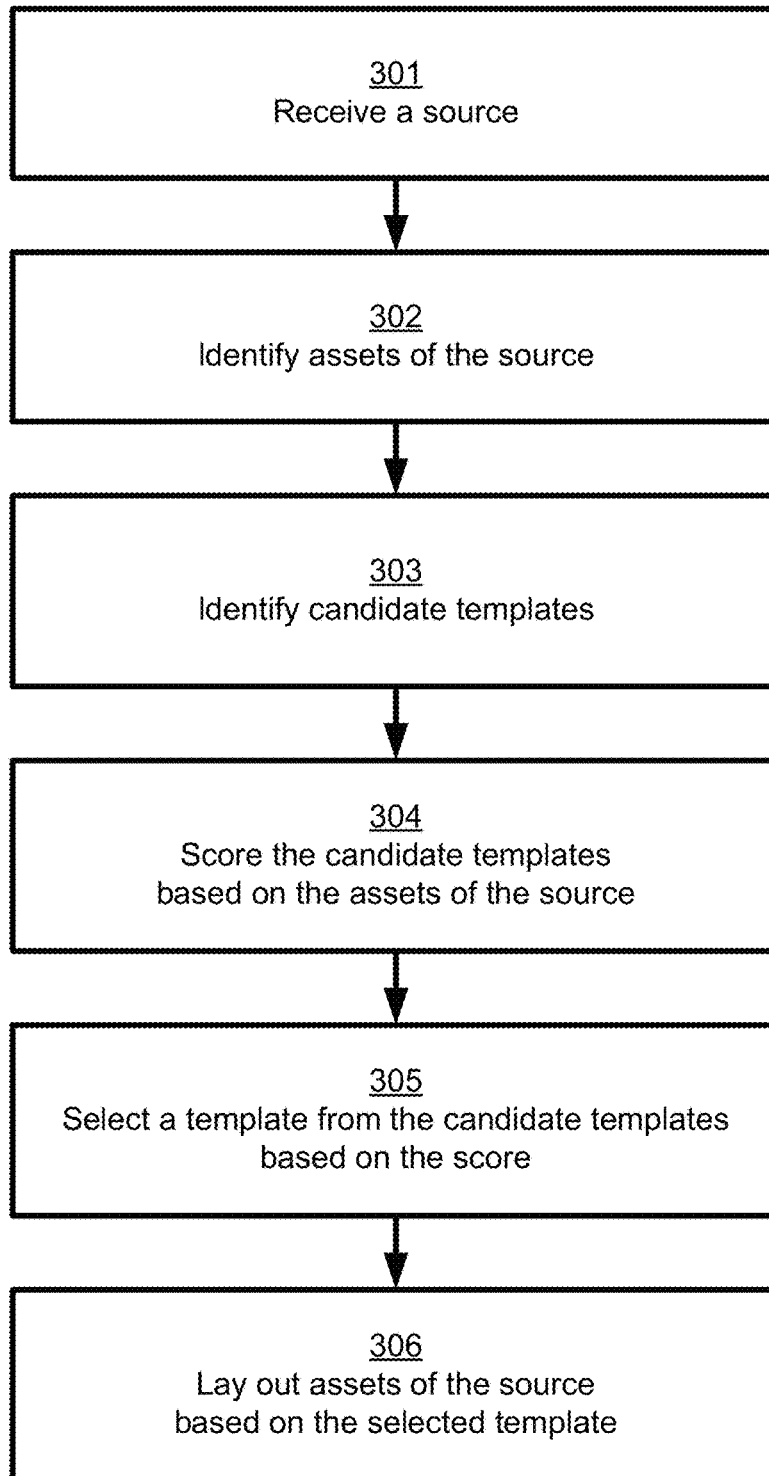 301
Receive a source
302
Identify assets of the source
303
Identify candidate templates
304
Score the candidate templates
based on the assets of the source
305
Select a template from the candidate templates
based on the score
306
Lay out assets of the source
based on the selected template